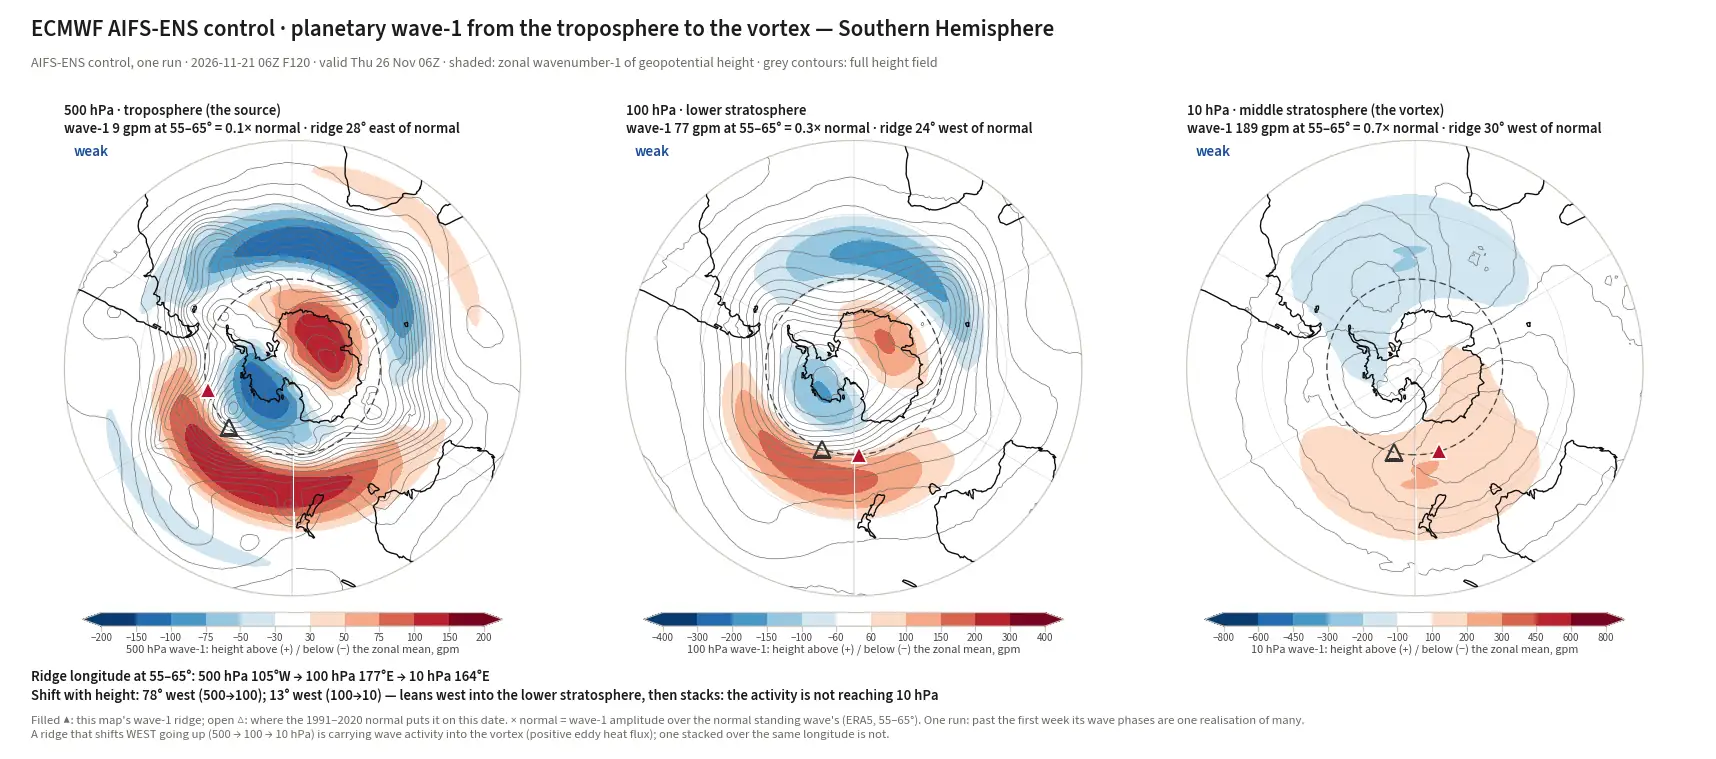 ECMWF AIFS-ENS control · planetary wave-1 from the troposphere to the vortex — Southern Hemisphere
AIFS-ENS control, one run · 2026-11-21 06Z F120 · valid Thu 26 Nov 06Z · shaded: zonal wavenumber-1 of geopotential height · grey contours: full height field
500 hPa · troposphere (the source)
wave-1 9 gpm at 55–65° = 0.1× normal · ridge 28° east of normal
weak
100 hPa · lower stratosphere
wave-1 77 gpm at 55–65° = 0.3× normal · ridge 24° west of normal
weak
10 hPa · middle stratosphere (the vortex)
wave-1 189 gpm at 55–65° = 0.7× normal · ridge 30° west of normal
weak
−200 −150 −100 −75 −50 −30 30 50 75 100 150 200
500 hPa wave-1: height above (+) / below (−) the zonal mean, gpm
−400 −300 −200 −150 −100 −60 60 100 150 200 300 400
100 hPa wave-1: height above (+) / below (−) the zonal mean, gpm
−800 −600 −450 −300 −200 −100 100 200 300 450 600 800
10 hPa wave-1: height above (+) / below (−) the zonal mean, gpm
Ridge longitude at 55–65°: 500 hPa 105°W → 100 hPa 177°E → 10 hPa 164°E
Shift with height: 78° west (500→100); 13° west (100→10) — leans west into the lower stratosphere, then stacks: the activity is not reaching 10 hPa
Filled ▲: this map's wave-1 ridge; open △: where the 1991–2020 normal puts it on this date. × normal = wave-1 amplitude over the normal standing wave's (ERA5, 55–65°). One run: past the first week its wave phases are one realisation of many.
A ridge that shifts WEST going up (500 → 100 → 10 hPa) is carrying wave activity into the vortex (positive eddy heat flux); one stacked over the same longitude is not.